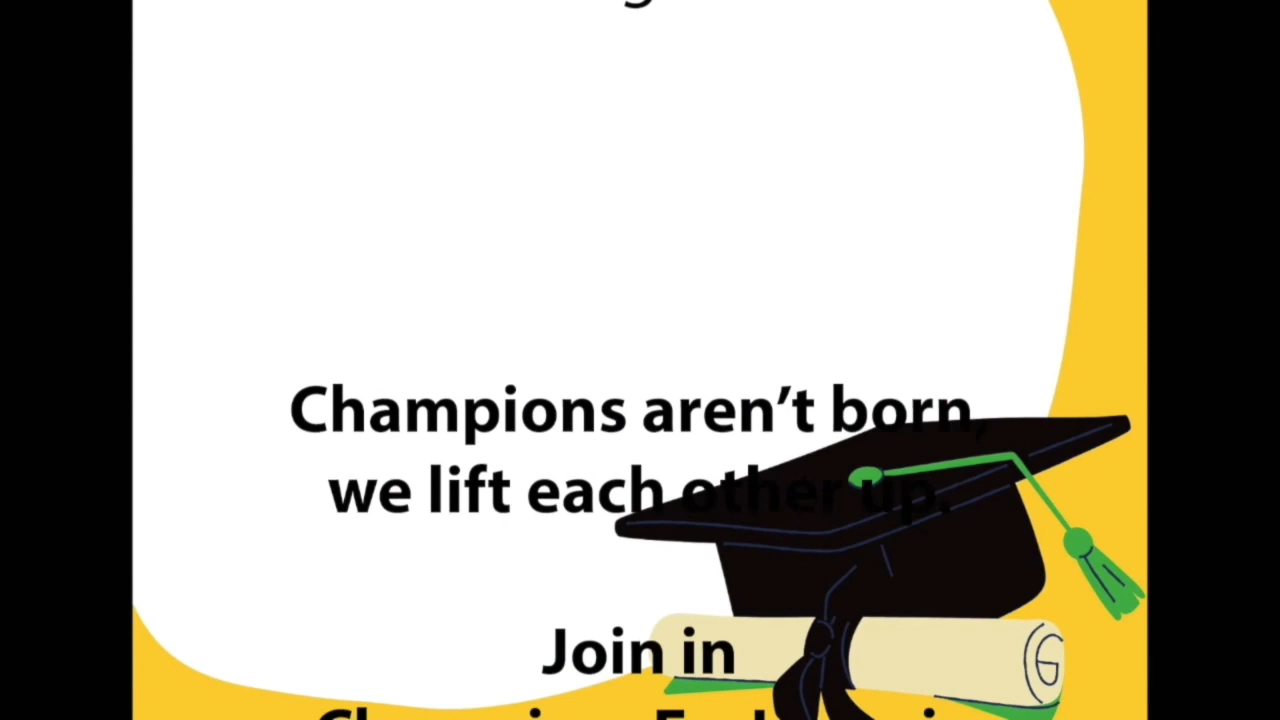 Champions aren’t born,
we lift each other up.
Join in